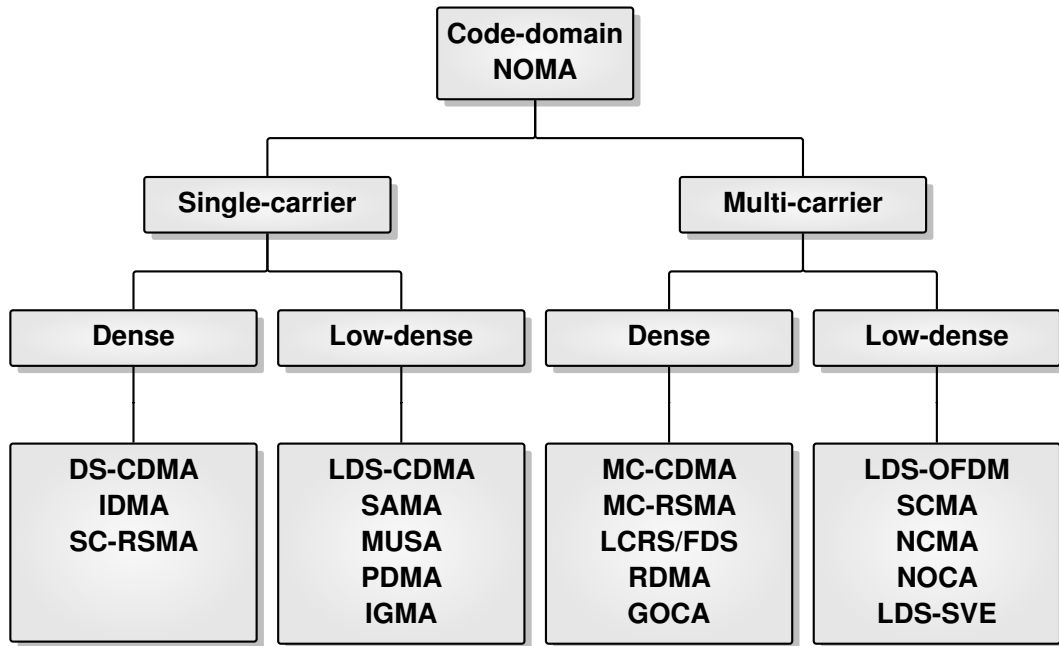 Code-domain
NOMA
Single-carrier
Multi-carrier
Dense
Low-dense
Dense
Low-dense
DS-CDMA
IDMA
SC-RSMA
LDS-CDMA
SAMA
MUSA
PDMA
IGMA
MC-CDMA
MC-RSMA
LCRS/FDS
RDMA
GOCA
LDS-OFDM
SCMA
NCMA
NOCA
LDS-SVE